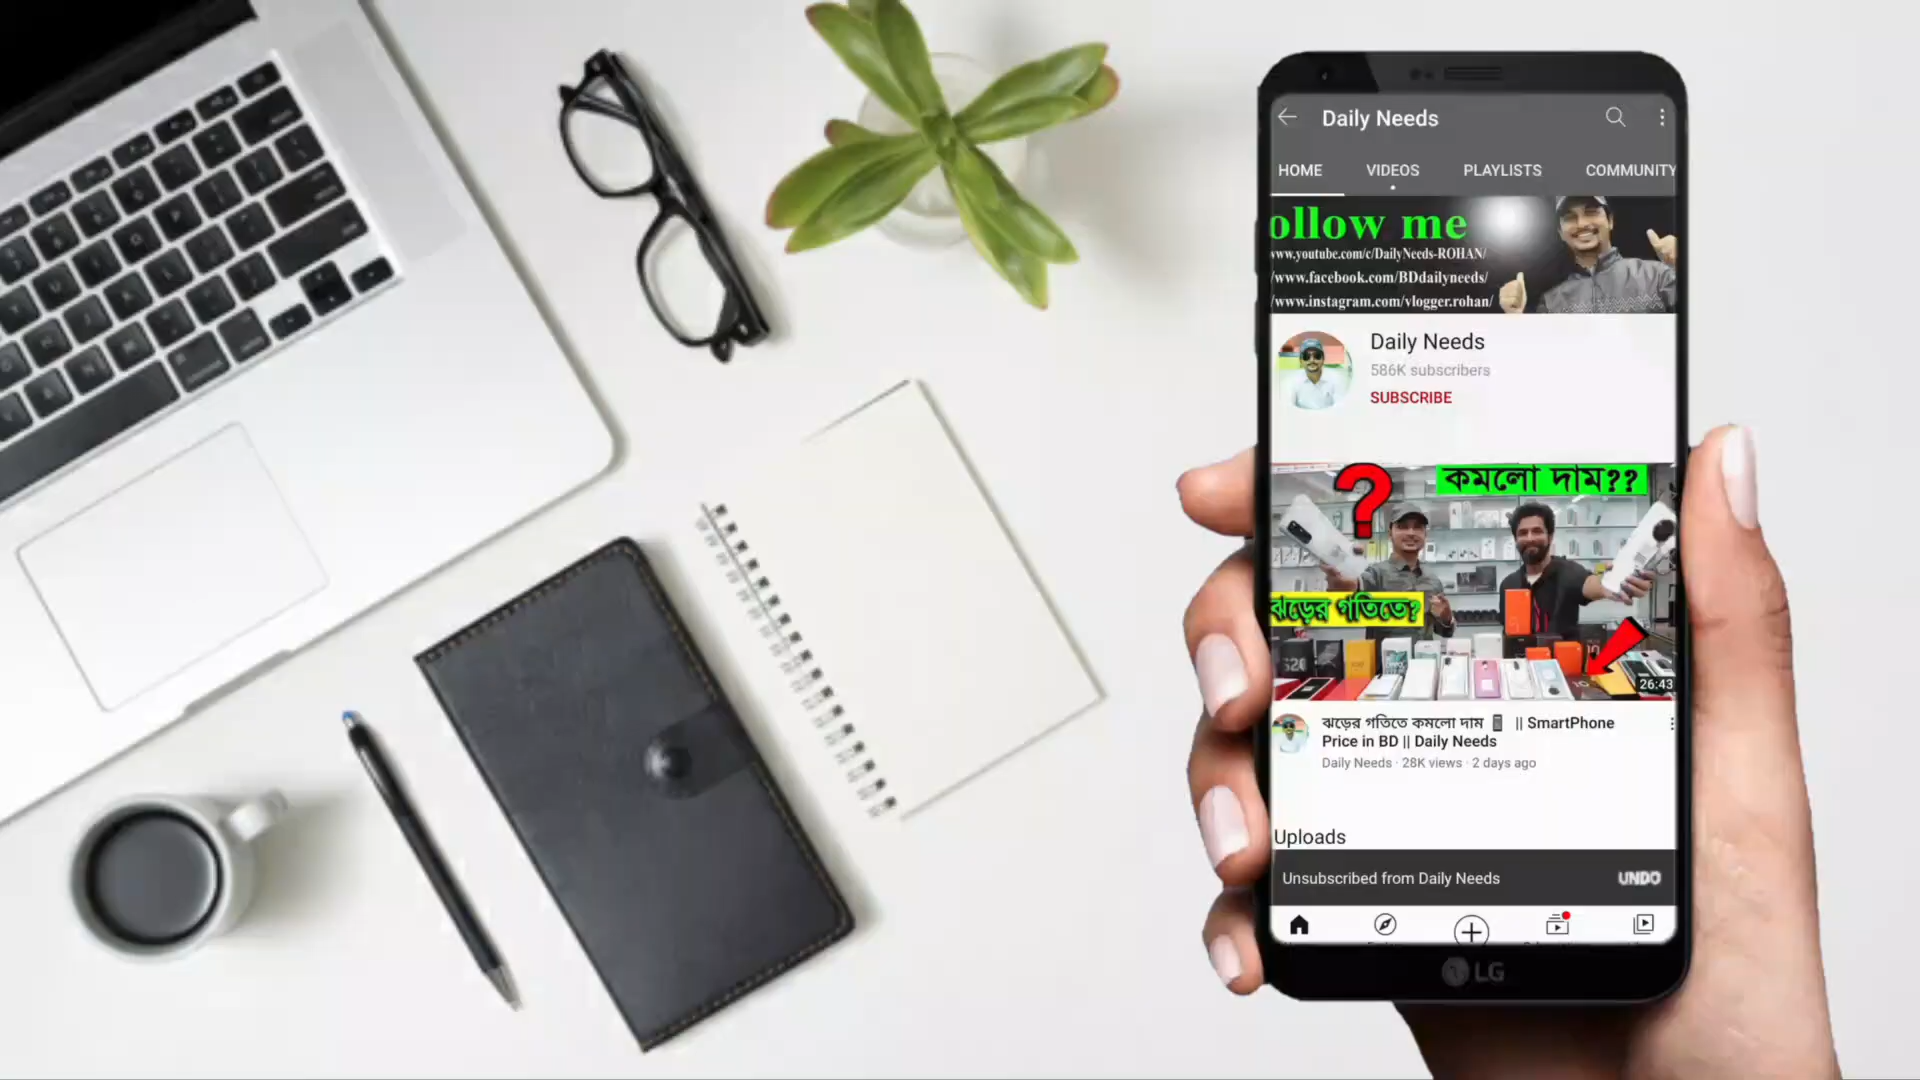 Daily Needs
HOME VIDEOS PLAYLISTS COMMUNITY
ollow me
www.youtube.com/c/DailyNeeds-ROHAN/
/www.facebook.com/BDdailyneeds/
/www.instagram.com/vlogger.rohan/
Daily Needs
586K subscribers
SUBSCRIBE
?
কমলো দাম??
ঝড়ের গতিতে?
S20
26:43
ঝড়ের গতিতে কমলো দাম || SmartPhone
Price in BD || Daily Needs
Daily Needs · 28K views · 2 days ago
Uploads
Unsubscribed from Daily Needs UNDO
LG